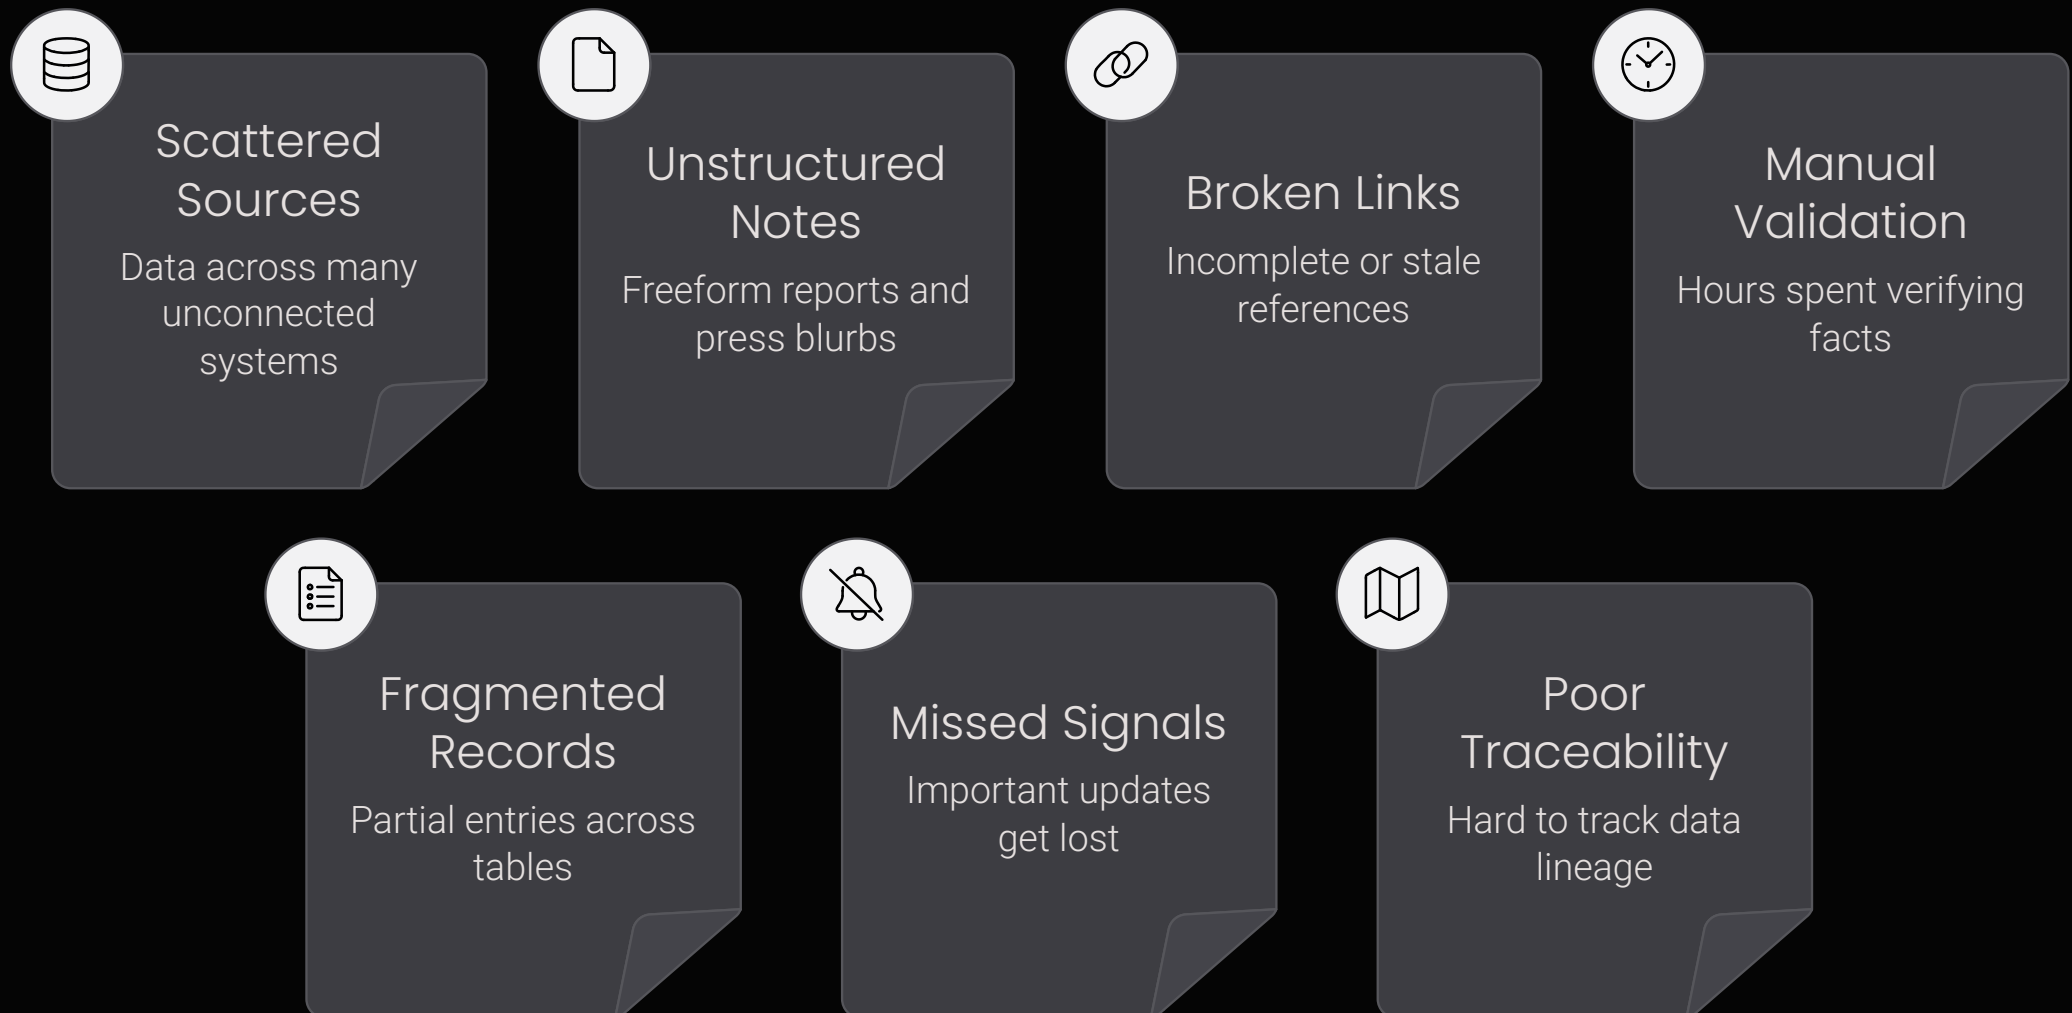 Scattered
Sources
Data across many
unconnected
systems
Unstructured
Notes
Freeform reports and
press blurbs
Broken Links
Incomplete or stale
references
Manual
Validation
Hours spent verifying
facts
Fragmented
Records
Partial entries across
tables
Missed Signals
Important updates
get lost
Poor
Traceability
Hard to track data
lineage